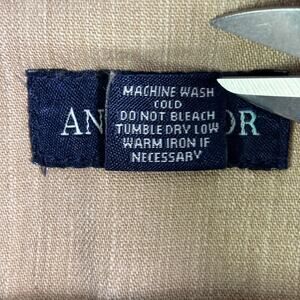 MACHINE WASH
COLD
DO NOT BLEACH
TUMBLE DRY LOW
WARM IRON IF
NECESSARY